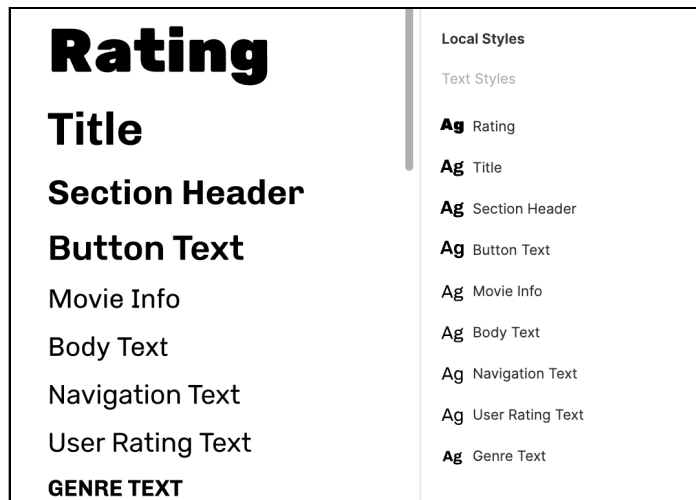 Rating
Title
Section Header
Button Text
Movie Info
Body Text
Navigation Text
User Rating Text
GENRE TEXT
Local Styles
Text Styles
Ag Rating
Ag Title
Ag Section Header
Ag Button Text
Ag Movie Info
Ag Body Text
Ag Navigation Text
Ag User Rating Text
Ag Genre Text